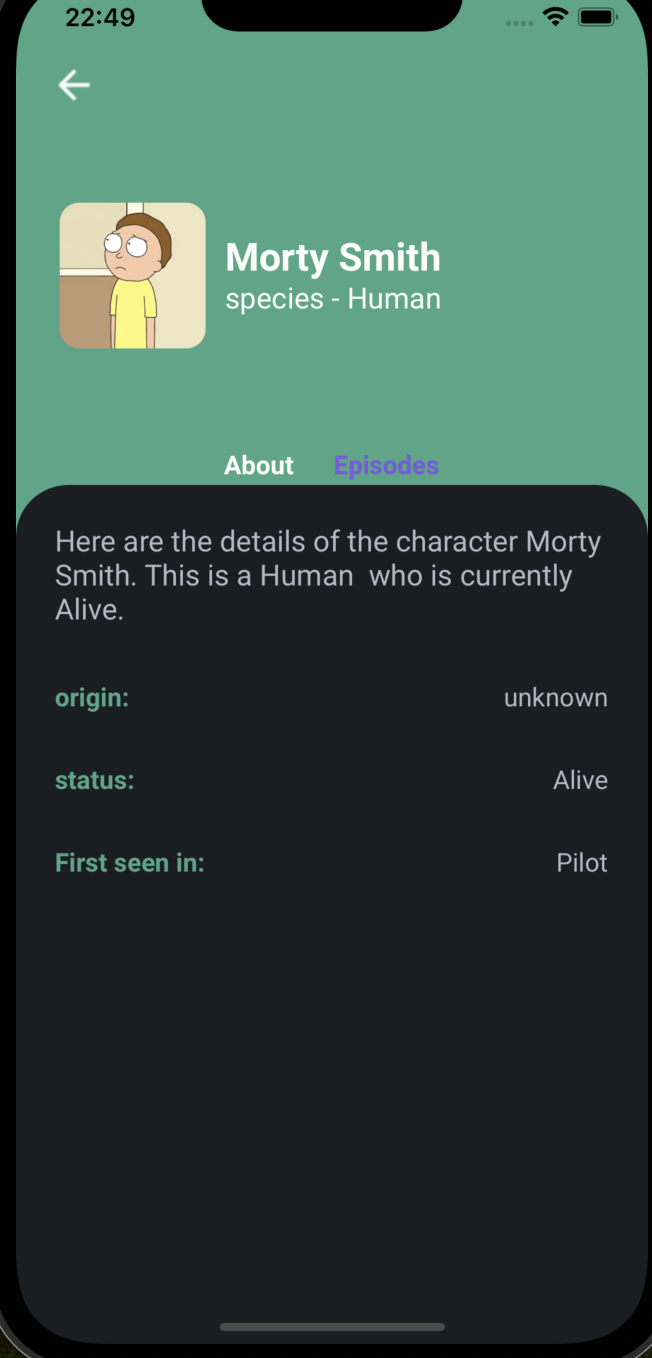 22:49
Morty Smith
species - Human
About Episodes
Here are the details of the character Morty
Smith. This is a Human  who is currently
Alive.
origin: unknown
status: Alive
First seen in: Pilot